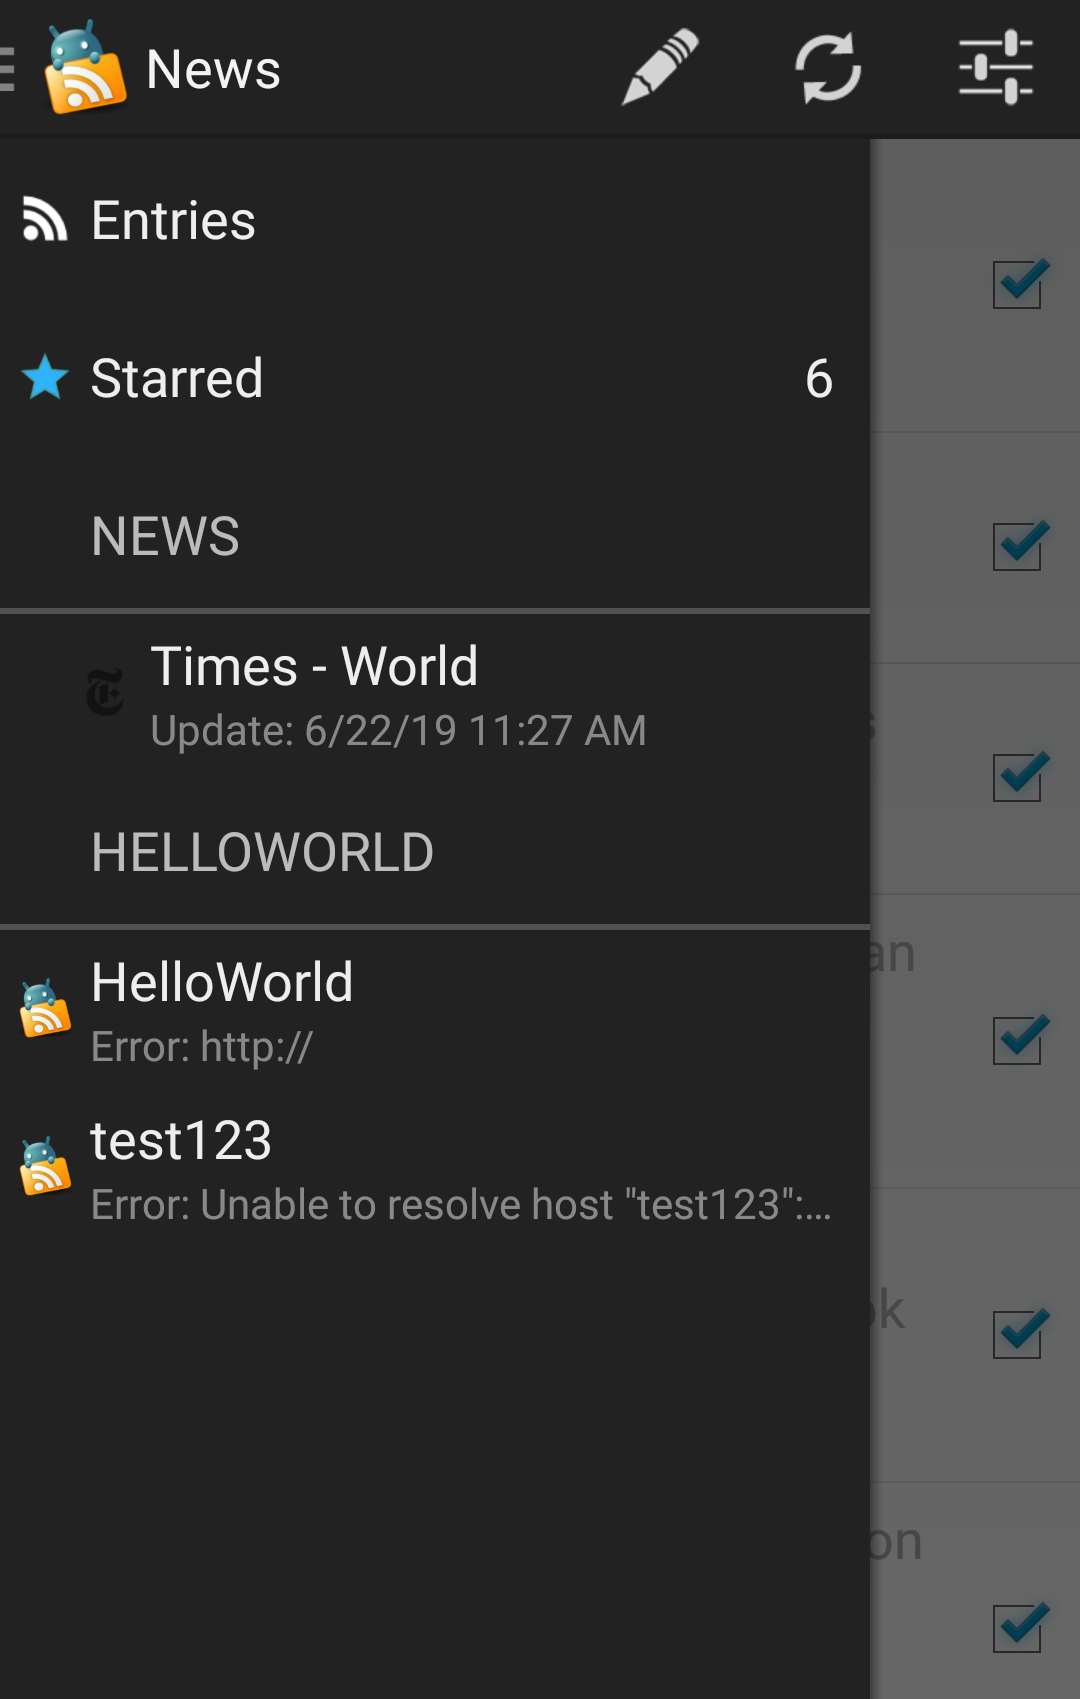 News
Entries
Starred 6
NEWS
Times - World
Update: 6/22/19 11:27 AM
HELLOWORLD
an
HelloWorld
Error: http://
test123
Error: Unable to resolve host "test123":...
ok
on